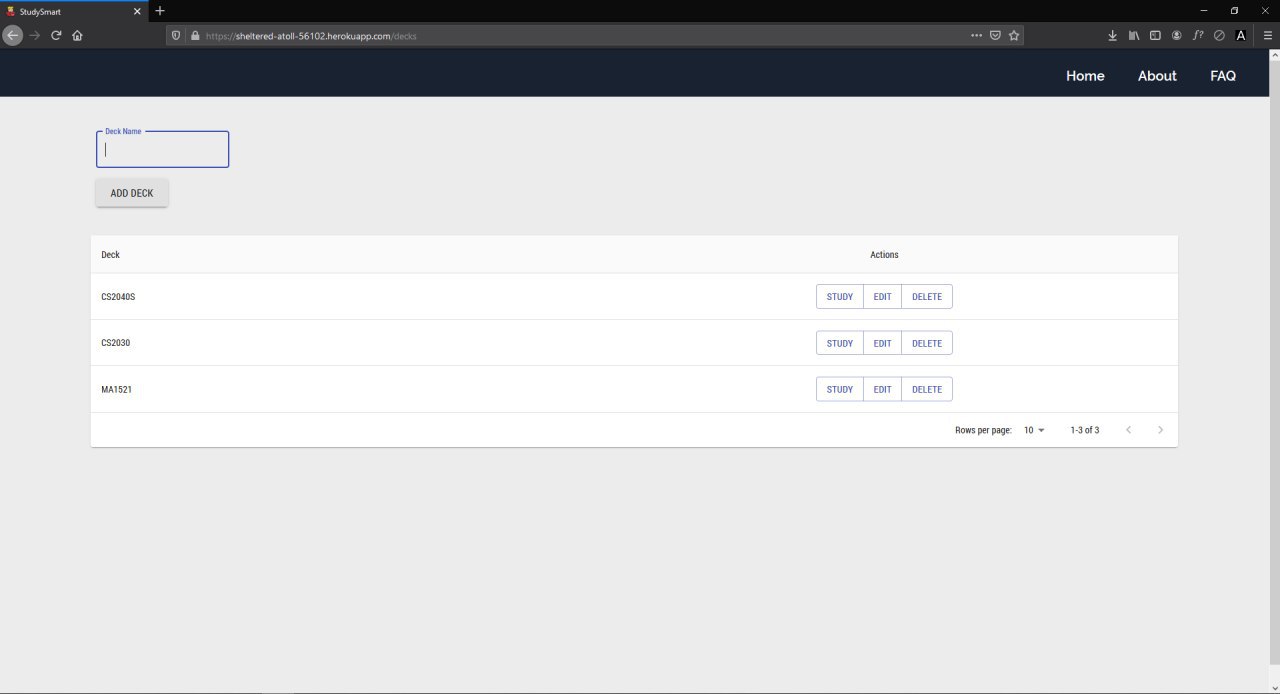 StudySmart
https://sheltered-atoll-56102.herokuapp.com/decks
Home About FAQ
Deck Name
ADD DECK
Deck Actions
CS2040S STUDY EDIT DELETE
CS2030 STUDY EDIT DELETE
MA1521 STUDY EDIT DELETE
Rows per page: 10 1-3 of 3